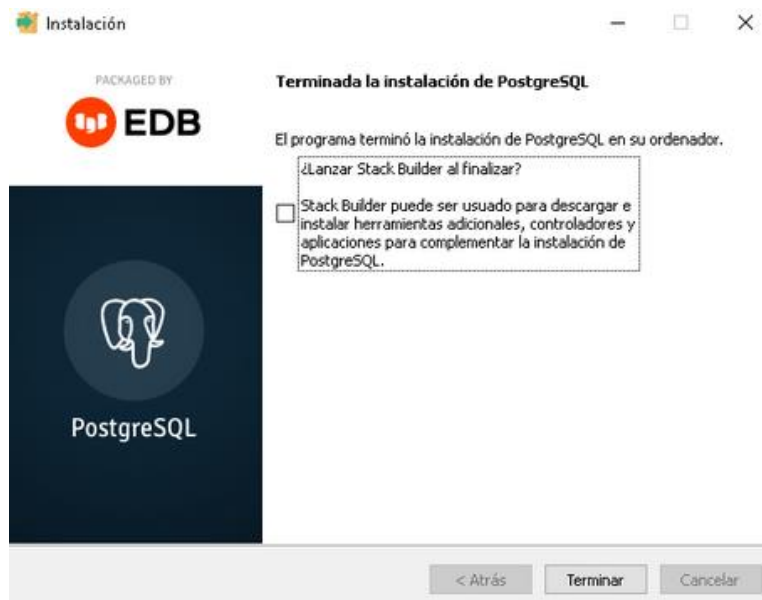 Instalación
PACKAGED BY
EDB
Terminada la instalación de PostgreSQL
El programa terminó la instalación de PostgreSQL en su ordenador.
¿Lanzar Stack Builder al finalizar?
Stack Builder puede ser usado para descargar e
instalar herramientas adicionales, controladores y
aplicaciones para complementar la instalación de
PostgreSQL.
PostgreSQL
< Atrás
Terminar
Cancelar